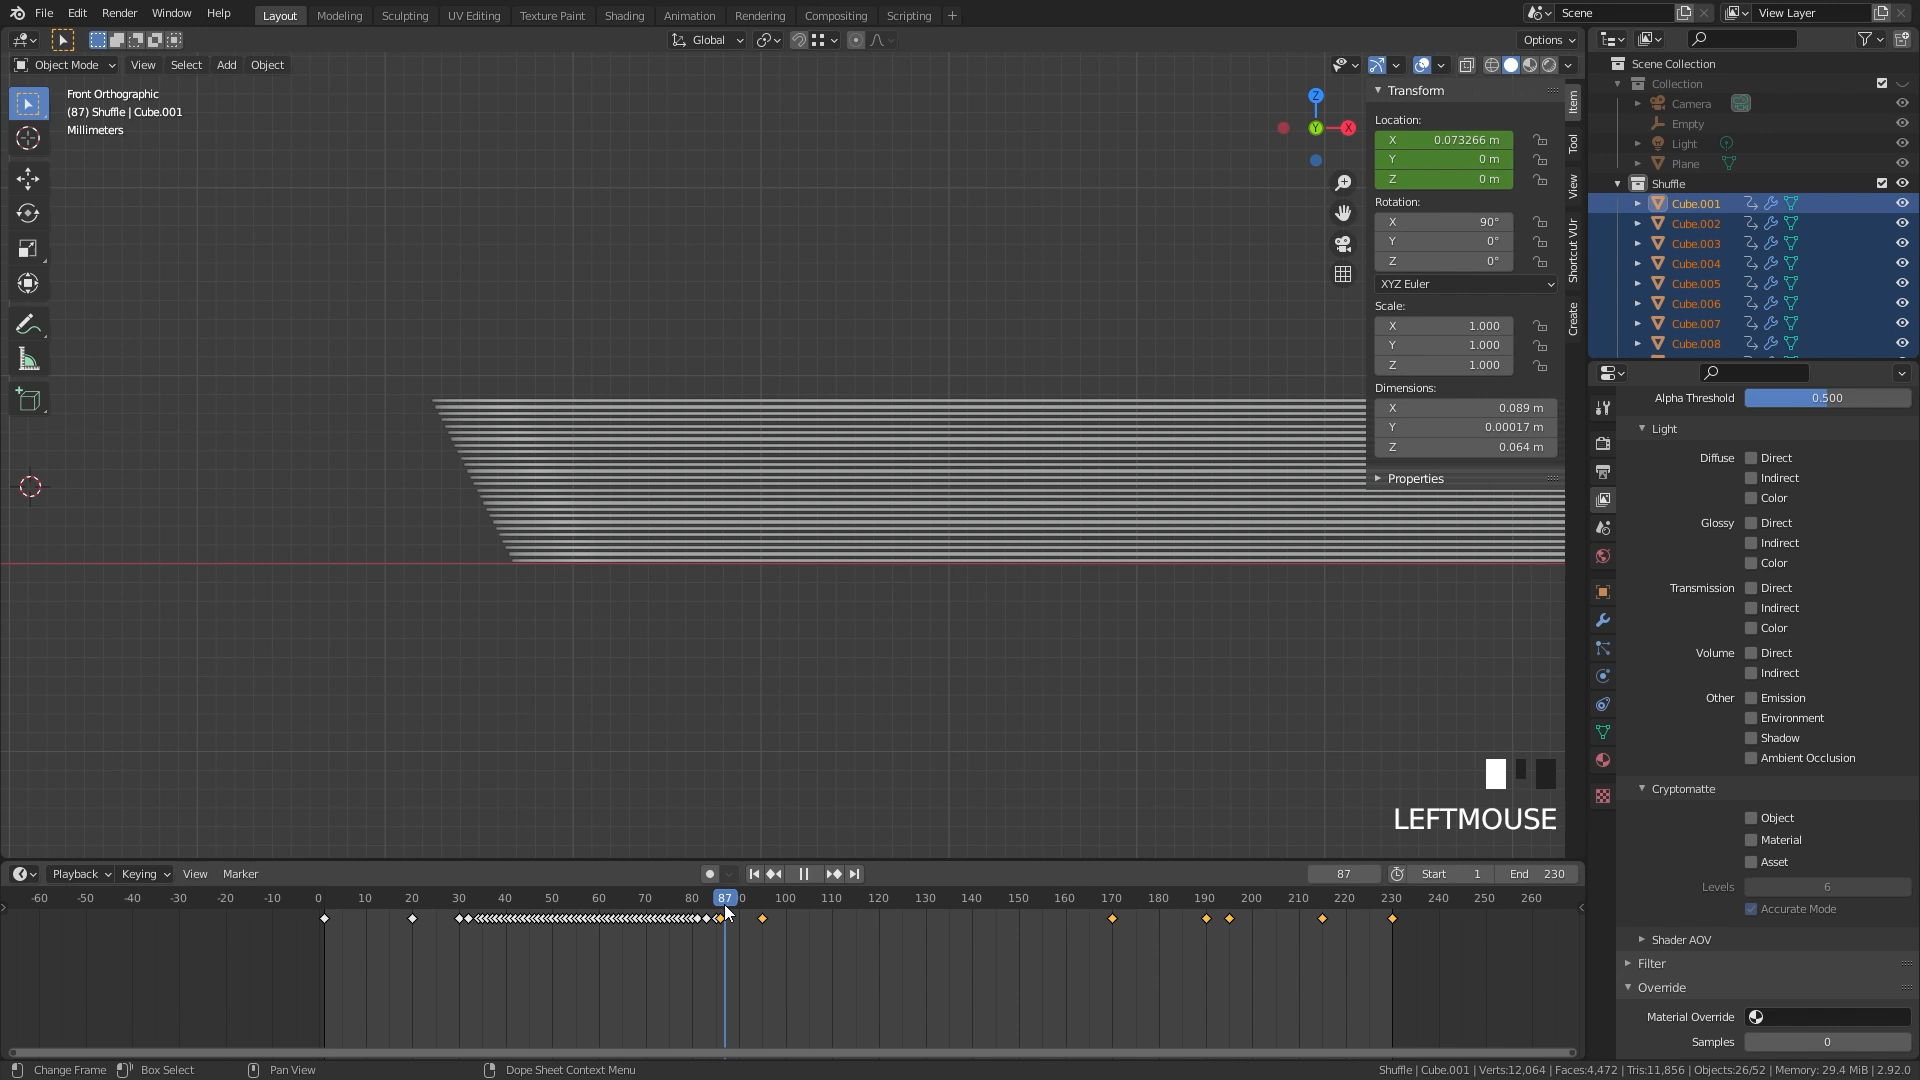 File Edit Render Window Help Layout Modeling Sculpting UV Editing Texture Paint Shading Animation Rendering Compositing Scripting + Scene View Layer
Global Options
Object Mode View Select Add Object
Front Orthographic
(87) Shuffle | Cube.001
Millimeters
Z
Y
X
Transform
Location:
X 0.073266 m
Y 0 m
Z 0 m
Rotation:
X 90°
Y 0°
Z 0°
XYZ Euler
Scale:
X 1.000
Y 1.000
Z 1.000
Dimensions:
X 0.089 m
Y 0.00017 m
Z 0.064 m
Properties
Item
Tool
View
Shortcut VUr
Create
Scene Collection
Collection
Camera
Empty
Light
Plane
Shuffle
Cube.001
Cube.002
Cube.003
Cube.004
Cube.005
Cube.006
Cube.007
Cube.008
Alpha Threshold 0.500
Light
Diffuse Direct
Indirect
Color
Glossy Direct
Indirect
Color
Transmission Direct
Indirect
Color
Volume Direct
Indirect
Other Emission
Environment
Shadow
Ambient Occlusion
Cryptomatte
Object
Material
Asset
Levels 6
Accurate Mode
Shader AOV
Filter
Override
Material Override
Samples 0
LEFTMOUSE
Playback Keying View Marker 87 Start 1 End 230
-60 -50 -40 -30 -20 -10 0 10 20 30 40 50 60 70 80 87 0 100 110 120 130 140 150 160 170 180 190 200 210 220 230 240 250 260
Change Frame Box Select Pan View Dope Sheet Context Menu Shuffle | Cube.001 | Verts:12,064 | Faces:4,472 | Tris:11,856 | Objects:26/52 | Memory: 29.4 MiB | 2.92.0